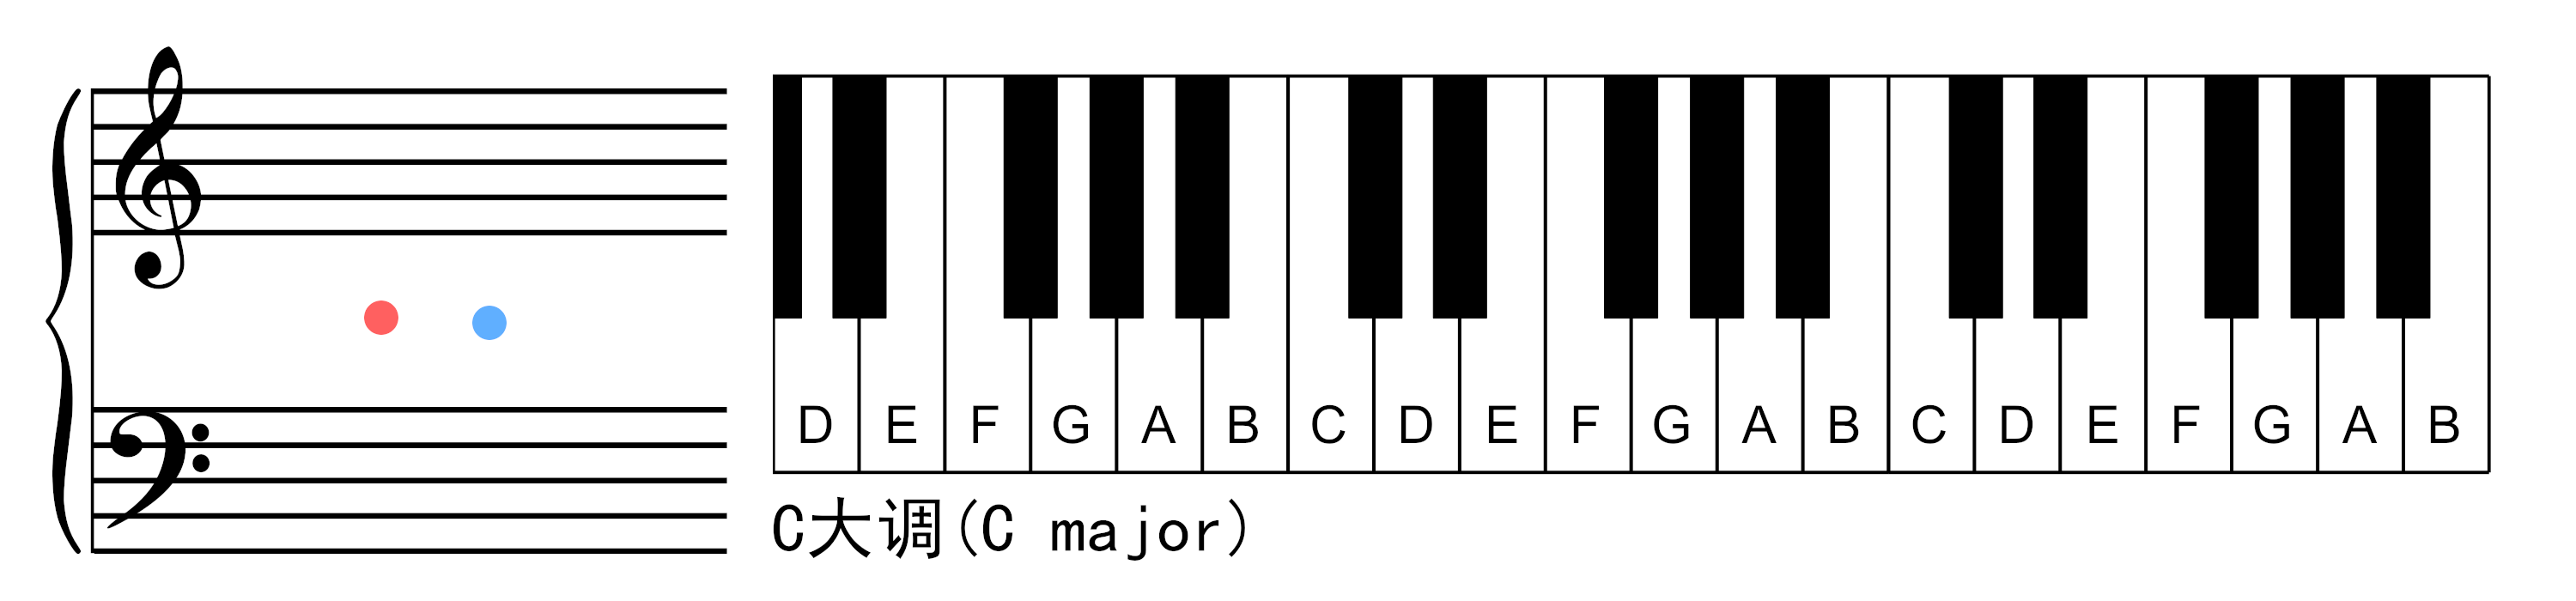 D E F G A B C D E F G A B C D E F G A B
C大调(C major)